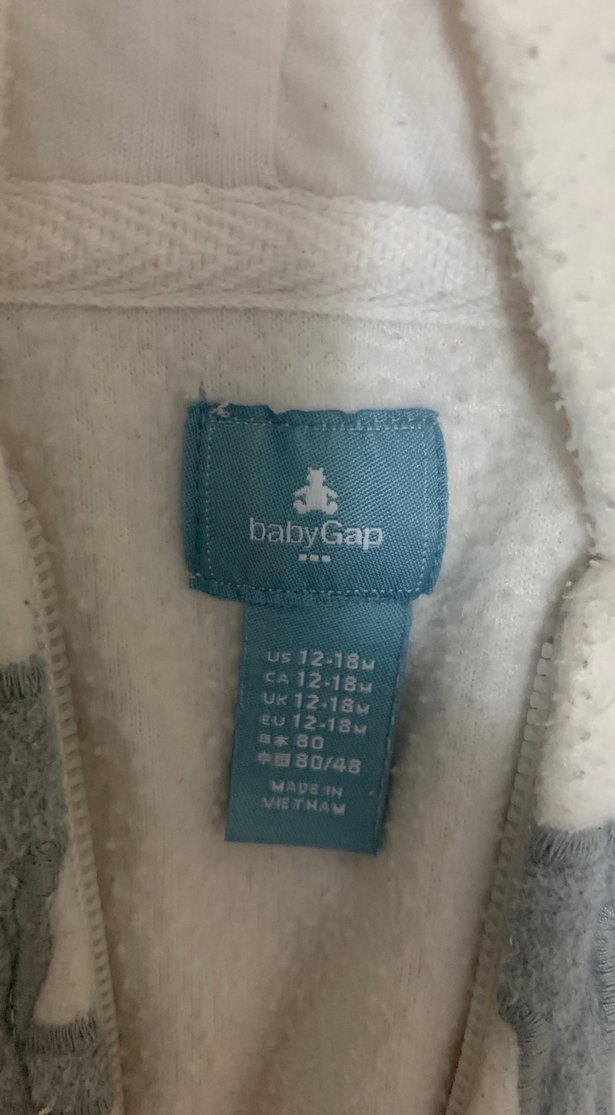 babyGap
US 12-18M
CA 12-18M
UK 12-18M
EU 12-18M
日本 80
中国 80/48
MADE IN
VIETNAM